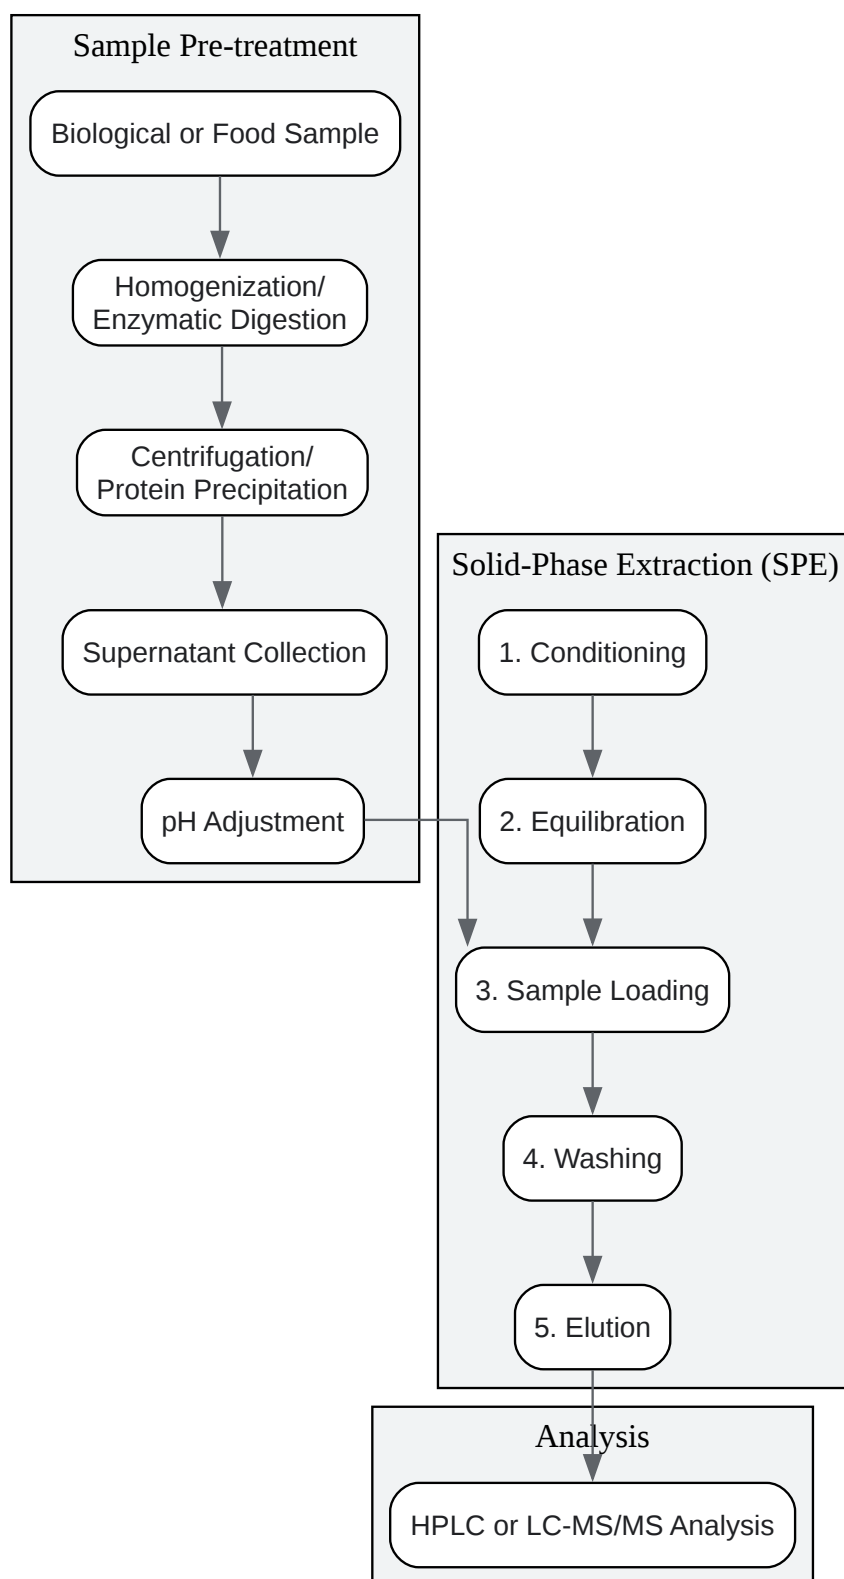 Sample Pre-treatment
Biological or Food Sample
Homogenization/
Enzymatic Digestion
Centrifugation/
Protein Precipitation
Supernatant Collection
pH Adjustment
Solid-Phase Extraction (SPE)
1. Conditioning
2. Equilibration
3. Sample Loading
4. Washing
5. Elution
Analysis
HPLC or LC-MS/MS Analysis